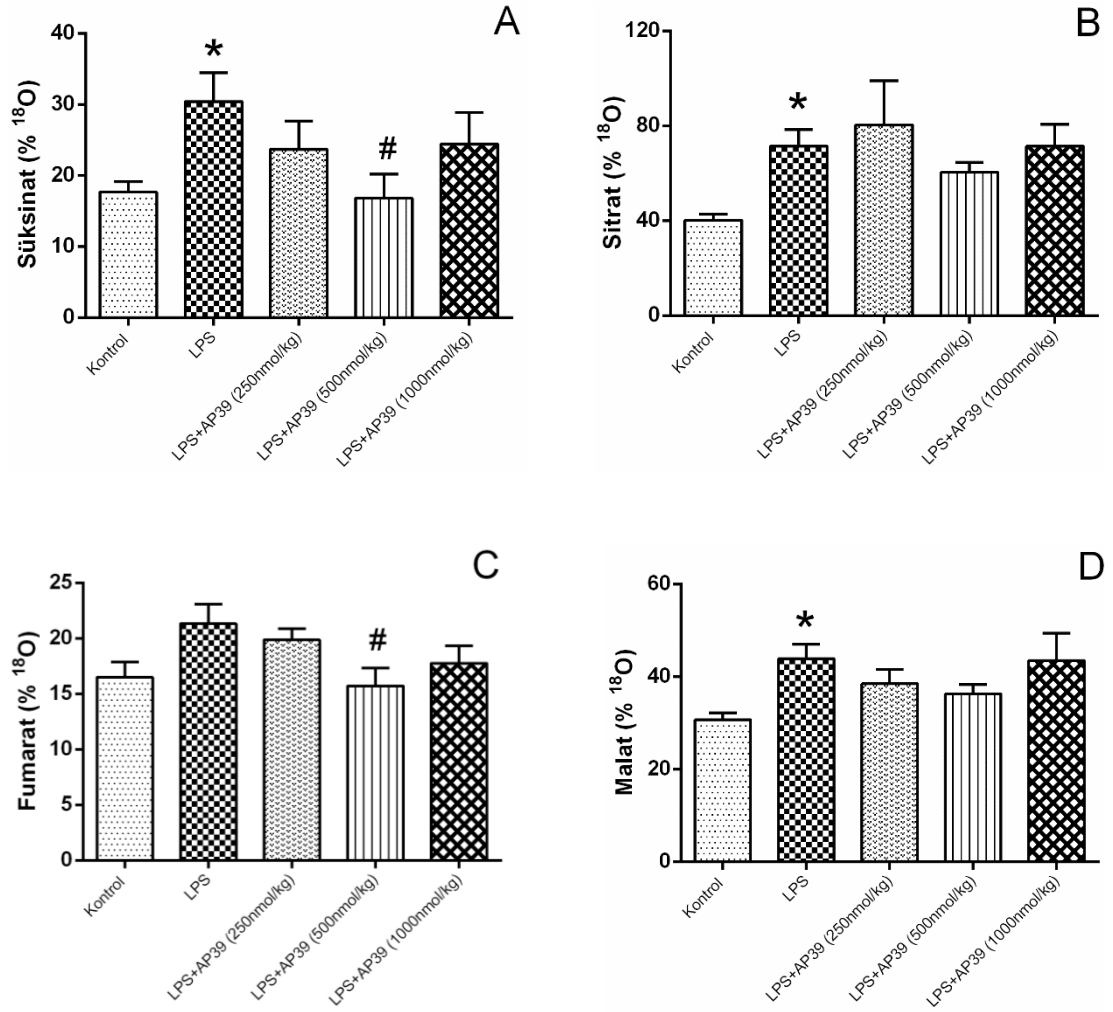 A
Süksinat (% ¹⁸O)
40
30
20
10
0
*
#
Kontrol
LPS
LPS+AP39 (250nmol/kg)
LPS+AP39 (500nmol/kg)
LPS+AP39 (1000nmol/kg)
B
Sitrat (% ¹⁸O)
120
80
40
0
*
Kontrol
LPS
LPS+AP39 (250nmol/kg)
LPS+AP39 (500nmol/kg)
LPS+AP39 (1000nmol/kg)
C
Fumarat (% ¹⁸O)
25
20
15
10
5
0
#
Kontrol
LPS
LPS+AP39 (250nmol/kg)
LPS+AP39 (500nmol/kg)
LPS+AP39 (1000nmol/kg)
D
Malat (% ¹⁸O)
60
40
20
0
*
Kontrol
LPS
LPS+AP39 (250nmol/kg)
LPS+AP39 (500nmol/kg)
LPS+AP39 (1000nmol/kg)